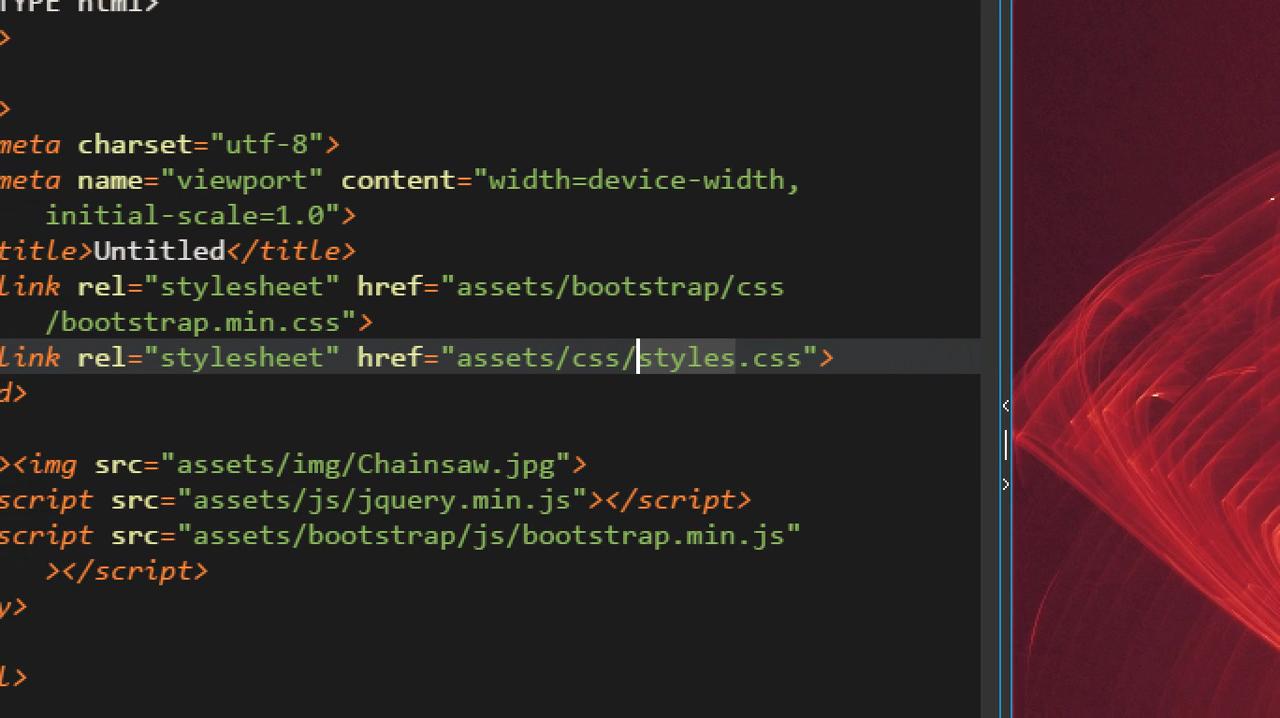 TYPE html>
>
>
meta charset="utf-8">
meta name="viewport" content="width=device-width,
initial-scale=1.0">
title>Untitled</title>
link rel="stylesheet" href="assets/bootstrap/css
/bootstrap.min.css">
link rel="stylesheet" href="assets/css/styles.css">
d>
><img src="assets/img/Chainsaw.jpg">
script src="assets/js/jquery.min.js"></script>
script src="assets/bootstrap/js/bootstrap.min.js"
></script>
y>
l>